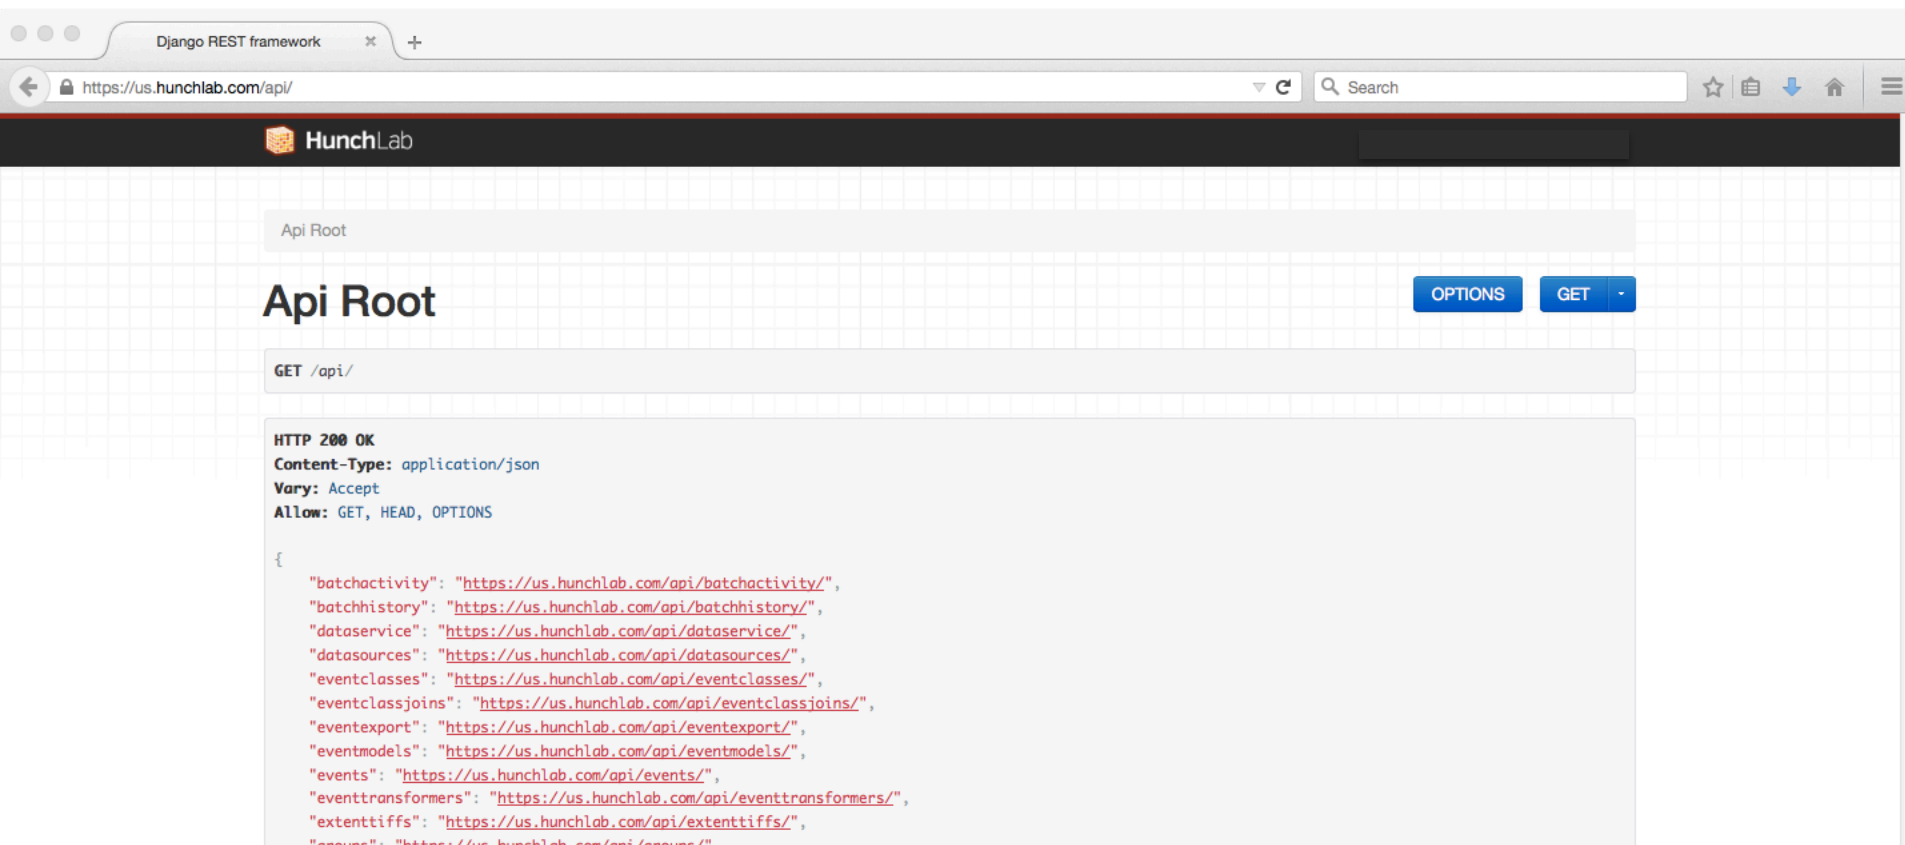 Django REST framework
https://us.hunchlab.com/api/
Search
HunchLab
Api Root
Api Root
OPTIONS GET
GET /api/
HTTP 200 OK
Content-Type: application/json
Vary: Accept
Allow: GET, HEAD, OPTIONS
{
"batchactivity": "https://us.hunchlab.com/api/batchactivity/",
"batchhistory": "https://us.hunchlab.com/api/batchhistory/",
"dataservice": "https://us.hunchlab.com/api/dataservice/",
"datasources": "https://us.hunchlab.com/api/datasources/",
"eventclasses": "https://us.hunchlab.com/api/eventclasses/",
"eventclassjoins": "https://us.hunchlab.com/api/eventclassjoins/",
"eventexport": "https://us.hunchlab.com/api/eventexport/",
"eventmodels": "https://us.hunchlab.com/api/eventmodels/",
"events": "https://us.hunchlab.com/api/events/",
"eventtransformers": "https://us.hunchlab.com/api/eventtransformers/",
"extenttiffs": "https://us.hunchlab.com/api/extenttiffs/",